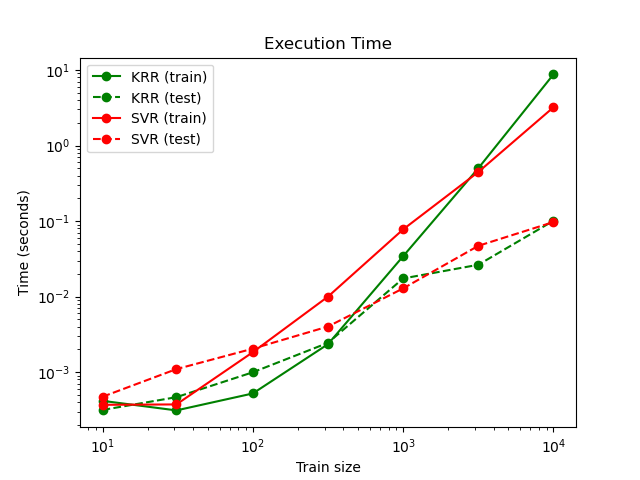 Execution Time
KRR (train)
KRR (test)
SVR (train)
SVR (test)
10¹
10⁰
10⁻¹
10⁻²
10⁻³
Time (seconds)
10¹ 10² 10³ 10⁴
Train size